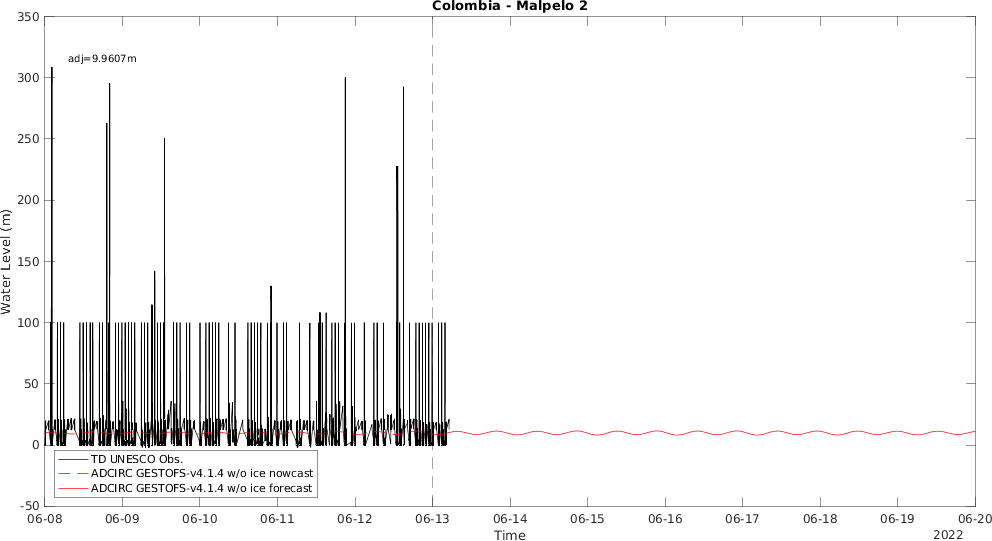 Colombia - Malpelo 2
adj=9.9607m
Water Level (m)
350
300
250
200
150
100
50
0
-50
TD UNESCO Obs.
ADCIRC GESTOFS-v4.1.4 w/o ice nowcast
ADCIRC GESTOFS-v4.1.4 w/o ice forecast
06-08 06-09 06-10 06-11 06-12 06-13 06-14 06-15 06-16 06-17 06-18 06-19 06-20
Time
2022